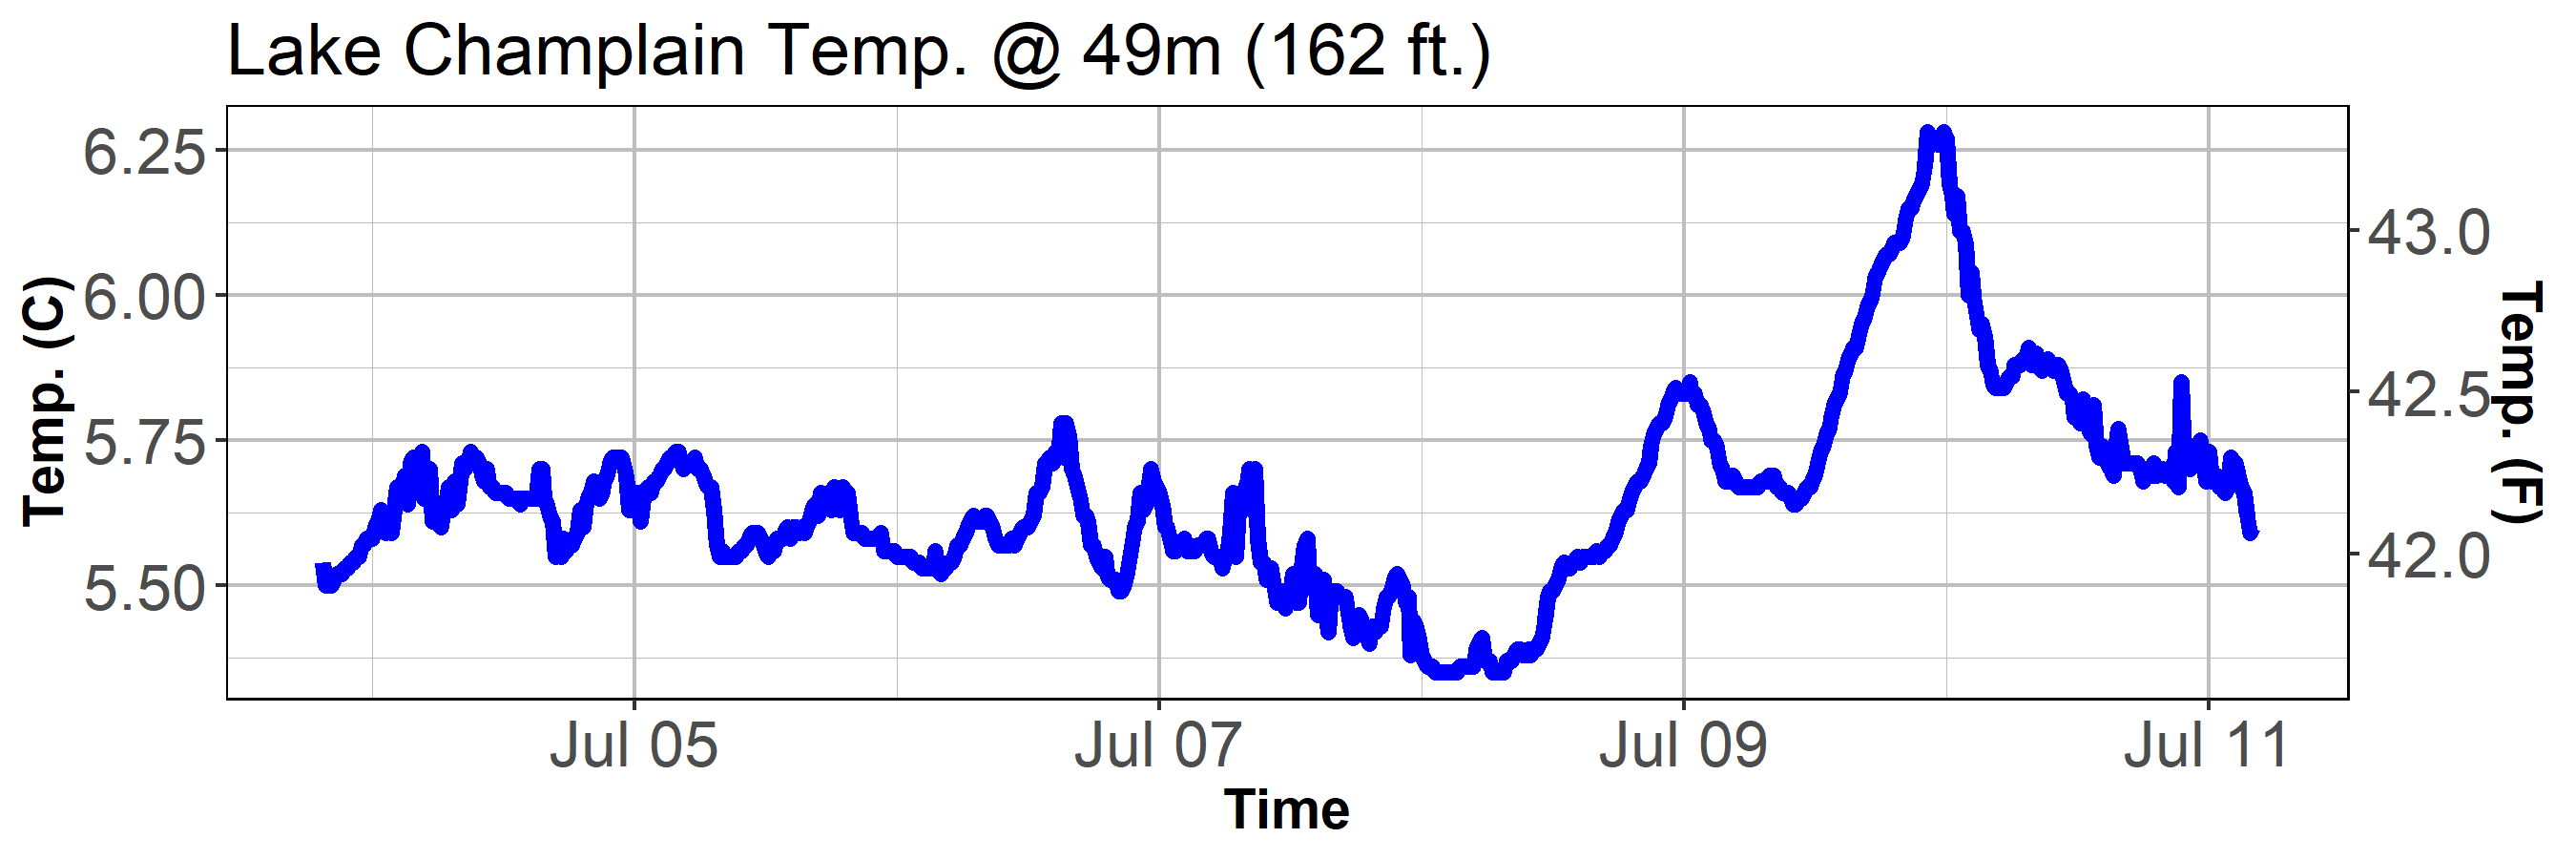 Lake Champlain Temp. @ 49m (162 ft.)
6.25
6.00
5.75
5.50
Temp. (C)
43.0
42.5
42.0
Temp. (F)
Jul 05 Jul 07 Jul 09 Jul 11
Time